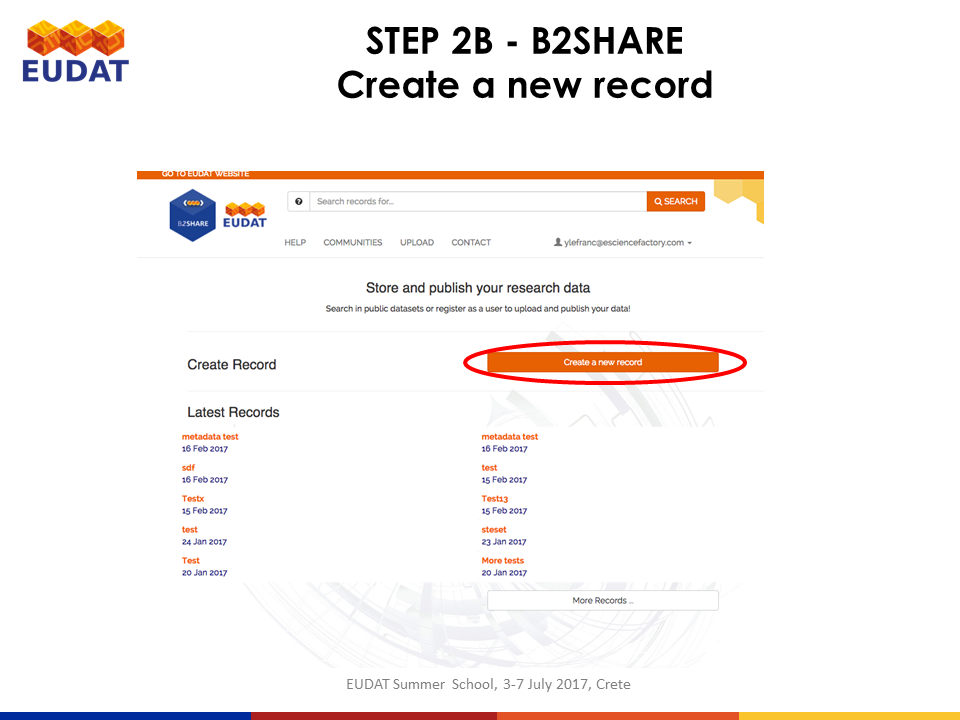 EUDAT
STEP 2B - B2SHARE
Create a new record
GO TO EUDAT WEBSITE
B2SHARE
EUDAT
Search records for...
SEARCH
HELP COMMUNITIES UPLOAD CONTACT ylefranc@esciencefactory.com
Store and publish your research data
Search in public datasets or register as a user to upload and publish your data!
Create Record
Create a new record
Latest Records
metadata test
16 Feb 2017
sdf
16 Feb 2017
Testx
15 Feb 2017
test
24 Jan 2017
Test
20 Jan 2017
metadata test
16 Feb 2017
test
15 Feb 2017
Test13
15 Feb 2017
steset
23 Jan 2017
More tests
20 Jan 2017
More Records ...
EUDAT Summer School, 3-7 July 2017, Crete